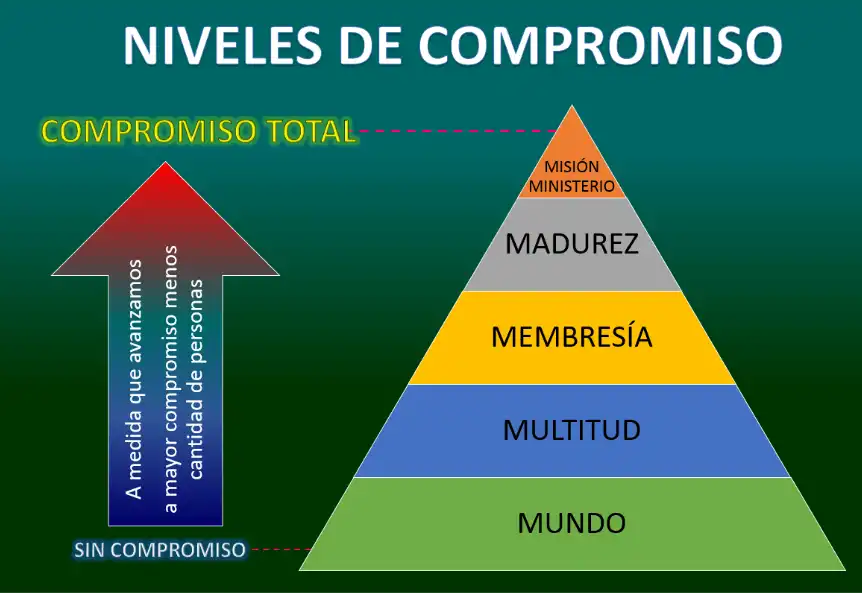 NIVELES DE COMPROMISO
COMPROMISO TOTAL
A medida que avanzamos
a mayor compromiso menos
cantidad de personas
SIN COMPROMISO
MISIÓN
MINISTERIO
MADUREZ
MEMBRESÍA
MULTITUD
MUNDO